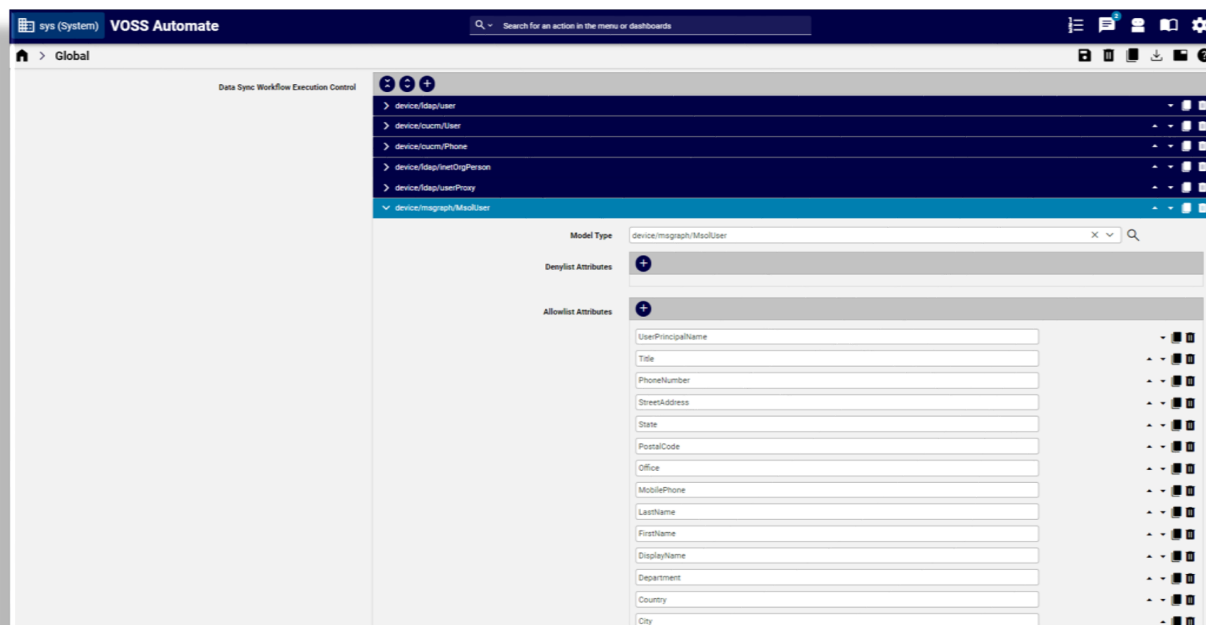 sys (System) VOSS Automate Search for an action in the menu or dashboards 2
> Global
Data Sync Workflow Execution Control
device/ldap/user
device/cucm/User
device/cucm/Phone
device/ldap/inetOrgPerson
device/ldap/userProxy
device/msgraph/MsolUser
Model Type device/msgraph/MsolUser
Denylist Attributes
Allowlist Attributes
UserPrincipalName
Title
PhoneNumber
StreetAddress
State
PostalCode
Office
MobilePhone
LastName
FirstName
DisplayName
Department
Country
City